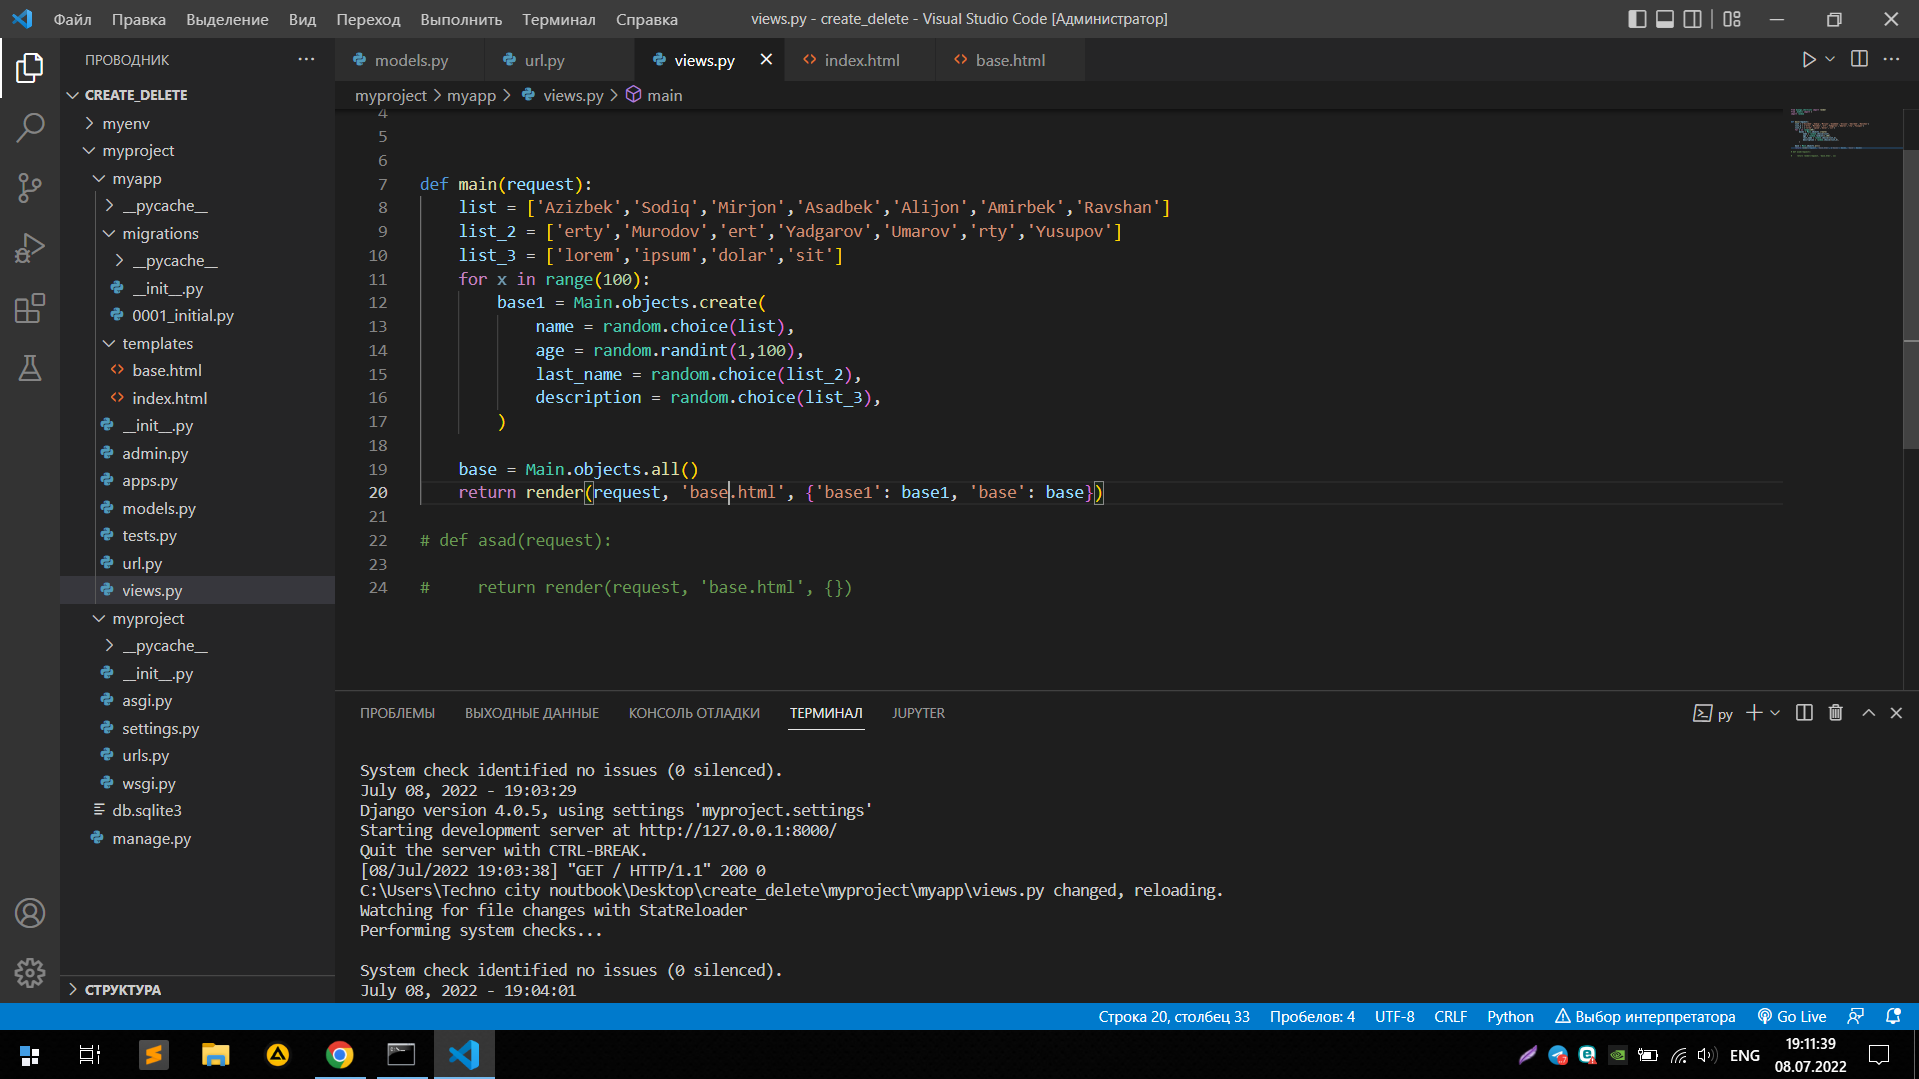 Файл Правка Выделение Вид Переход Выполнить Терминал Справка
views.py - create_delete - Visual Studio Code [Администратор]
ПРОВОДНИК
CREATE_DELETE
myenv
myproject
myapp
__pycache__
migrations
__pycache__
__init__.py
0001_initial.py
templates
base.html
index.html
__init__.py
admin.py
apps.py
models.py
tests.py
url.py
views.py
myproject
__pycache__
__init__.py
asgi.py
settings.py
urls.py
wsgi.py
db.sqlite3
manage.py
СТРУКТУРА
models.py url.py views.py index.html base.html
myproject > myapp > views.py > main
4
5
6
7 def main(request):
8 list = ['Azizbek','Sodiq','Mirjon','Asadbek','Alijon','Amirbek','Ravshan']
9 list_2 = ['erty','Murodov','ert','Yadgarov','Umarov','rty','Yusupov']
10 list_3 = ['lorem','ipsum','dolar','sit']
11 for x in range(100):
12 base1 = Main.objects.create(
13 name = random.choice(list),
14 age = random.randint(1,100),
15 last_name = random.choice(list_2),
16 description = random.choice(list_3),
17 )
18
19 base = Main.objects.all()
20 return render(request, 'base.html', {'base1': base1, 'base': base})
21
22 # def asad(request):
23
24 #     return render(request, 'base.html', {})
ПРОБЛЕМЫ ВЫХОДНЫЕ ДАННЫЕ КОНСОЛЬ ОТЛАДКИ ТЕРМИНАЛ JUPYTER
py
System check identified no issues (0 silenced).
July 08, 2022 - 19:03:29
Django version 4.0.5, using settings 'myproject.settings'
Starting development server at http://127.0.0.1:8000/
Quit the server with CTRL-BREAK.
[08/Jul/2022 19:03:38] "GET / HTTP/1.1" 200 0
C:\Users\Techno city noutbook\Desktop\create_delete\myproject\myapp\views.py changed, reloading.
Watching for file changes with StatReloader
Performing system checks...
System check identified no issues (0 silenced).
July 08, 2022 - 19:04:01
Строка 20, столбец 33 Пробелов: 4 UTF-8 CRLF Python Выбор интерпретатора Go Live
ENG
19:11:39
08.07.2022